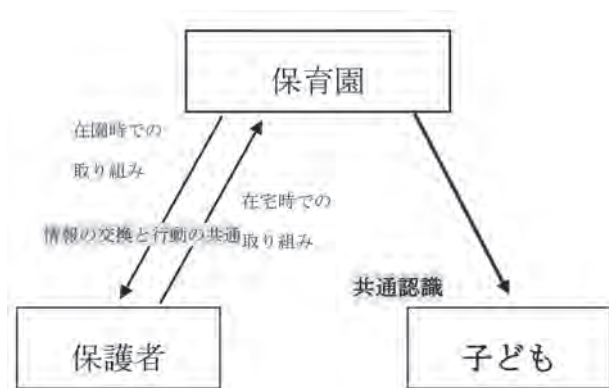 保育園
在園時での
取り組み
在宅時での
取り組み
情報の交換と行動の共通
共通認識
保護者
子ども